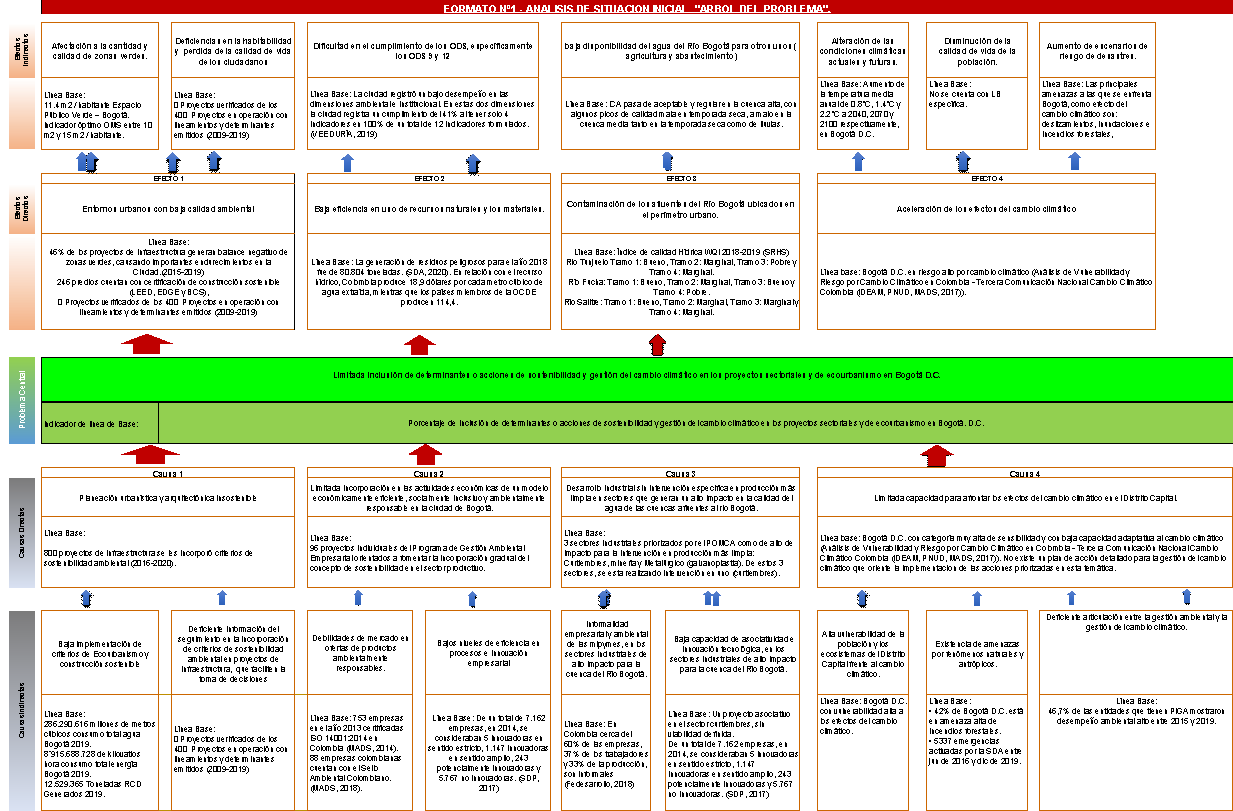 FORMATO Nº1 - ANALISIS DE SITUACION INICIAL "ARBOL DEL PROBLEMA".
Efectos
Indirectos
Afectación a la cantidad y
calidad de zonas verdes.
Deficiencia en la habitabilidad
y perdida de la calidad de vida
de los ciudadanos
Dificultad en el cumplimiento de los ODS, específicamente
los ODS 9 y 12
baja disponibilidad del agua del Río Bogotá para otros usos (
agricultura y abastecimiento)
Alteración de las
condiciones climáticas
actuales y futuras.
Disminución de la
calidad de vida de la
población.
Aumento de escenarios de
riesgo de desastres.
Línea Base:
11.4 m2 / habitante Espacio
Público Verde – Bogotá.
Indicador óptimo OMS entre 10
m2 y 15 m2 / habitante.
Línea Base:
0 Proyectos verificados de los
400 Proyectos en operación con
lineamientos y determinantes
emitidos (2009-2019)
Línea Base: La ciudad registró un bajo desempeño en las
dimensiones ambiental e institucional. En estas dos dimensiones
la ciudad registra un cumplimiento del 41% al tener solo 4
indicadores en 100% de un total de 12 indicadores formulados.
(VEEDURÍA, 2019)
Línea Base: CA pasa de aceptable y regular en la cuenca alta, con
algunos picos de calidad mala en temporada seca, a malo en la
cuenca media tanto en la temporada seca como de lluvias.
Línea Base: Aumento de
la temperatura media
anual de 0.8°C, 1.4°C y
2.2°C a 2040, 2070 y
2100 respectivamente,
en Bogotá D.C.
Línea Base:
No se cuenta con LB
específica.
Línea Base: Las principales
amenazas a las que se enfrenta
Bogotá, como efecto del
cambio climático son:
deslizamientos, inundaciones e
incendios forestales,
Efectos
Directos
EFECTO 1
Entornos urbanos con baja calidad ambiental
Línea Base:
45% de los proyectos de infraestructura generan balance negativo de
zonas verdes, causando importantes endurecimientos en la
Ciudad.(2015-2019)
246 predios cuentan con certificación de construcción sostenible
(LEED, EDGE y BCS),
0 Proyectos verificados de los 400 Proyectos en operación con
lineamientos y determinantes emitidos (2009-2019)
EFECTO 2
Baja eficiencia en uso de recursos naturales y los materiales.
Línea Base: La generación de residuos peligrosos para el año 2018
fue de 80.804 toneladas. (SDA, 2020). En relación con el recurso
hídrico, Colombia produce 18,9 dólares por cada metro cúbico de
agua extraída, mientras que los países miembros de la OCDE
producen 114,4.
EFECTO 3
Contaminación de los afluentes del Río Bogotá ubicados en
el perímetro urbano.
Línea Base: Índice de calidad Hídrica WQI 2018-2019 (SRHS)
Río Tunjuelo Tramo 1: Bueno, Tramo 2: Marginal, Tramo 3: Pobre y
Tramo 4: Marginal.
Río Fucha: Tramo 1: Bueno, Tramo 2: Marginal, Tramo 3: Bueno y
Tramo 4: Pobre.
Río Salitre: Tramo 1: Bueno, Tramo 2: Marginal, Tramo 3: Marginal y
Tramo 4: Marginal.
EFECTO 4
Aceleración de los efectos del cambio climático
Línea base: Bogotá D.C. en riesgo alto por cambio climático (Análisis de Vulnerabilidad y
Riesgo por Cambio Climático en Colombia - Tercera Comunicación Nacional Cambio Climático
Colombia (IDEAM, PNUD, MADS, 2017)).
Problema Central
Limitada inclusión de determinantes o acciones de sostenibilidad y gestión del cambio climático en los proyectos sectoriales y de ecourbanismo en Bogotá D.C.
Indicador de línea de Base:
Porcentaje de inclusión de determinantes o acciones de sostenibilidad y gestión del cambio climático en los proyectos sectoriales y de ecourbanismo en Bogotá. D.C.
Causas Directas
Causa 1
Planeación urbanística y arquitectónica insostenible
Línea Base:
800 proyectos de infraestructura se les incorporó criterios de
sostenibilidad ambiental (2016-2020).
Causa 2
Limitada incorporación en las actividades económicas de un modelo
económicamente eficiente, socialmente inclusivo y ambientalmente
responsable en la ciudad de Bogotá.
Línea Base:
96 proyectos individuales del Programa de Gestión Ambiental
Empresarial orientados a fomentar la incorporación gradual del
concepto de sostenibilidad en el sector productivo.
Causa 3
Desarrollo industrial sin intervención específica en producción más
limpia en sectores que generan un alto impacto en la calidad del
agua de las cuencas afluentes al río Bogotá.
Línea Base:
3 sectores industriales priorizados por el POMCA como de alto de
impacto para la intervención en producción más limpia:
Curtiembres, minería y Metalúrgico (galvanoplastia). De estos 3
sectores, se esta realizando intervención en uno (curtiembres).
Causa 4
Limitada capacidad para afrontar los efectos del cambio climático en el Distrito Capital.
Línea base: Bogotá D.C. con categoría muy alta de sensibilidad y con baja capacidad adaptativa al cambio climático
(Análisis de Vulnerabilidad y Riesgo por Cambio Climático en Colombia - Tercera Comunicación Nacional Cambio
Climático Colombia (IDEAM, PNUD, MADS, 2017)). No existe un plan de acción detallado para la gestión del cambio
climático que oriente la implementación de las acciones priorizadas en esta temática.
Causas Indirectas
Baja implementación de
criterios de Ecourbanismo y
construcción sostenible
Deficiente información del
seguimiento en la incorporación
de criterios de sostenibilidad
ambiental en proyectos de
infraestructura, que facilite n la
toma de decisiones
Debilidades de mercado en
ofertas de productos
ambientalmente
responsables.
Bajos niveles de eficiencia en
procesos e innovación
empresarial
Informalidad
empresarial y ambiental
de las mipymes, en los
sectores industriales de
alto impacto para la
cuenca del Río Bogotá.
Baja capacidad de asociatividad e
innovación tecnológica, en los
sectores industriales de alto impacto
para la cuenca del Río Bogotá.
Alta vulnerabilidad de la
población y los
ecosistemas del Distrito
Capital frente al cambio
climático.
Existencia de amenazas
por fenómenos naturales y
antrópicos.
Deficiente articulación entre la gestión ambiental y la
gestión del cambio climático.
Línea Base:
286.290.616 millones de metros
cúbicos consumo total agua
Bogotá 2019.
8'915.688.728 de kilovatios
hora consumo total energía
Bogotá 2019.
12.529.365 Toneladas RCD
Generados 2019.
Línea Base:
0 Proyectos verificados de los
400 Proyectos en operación con
lineamientos y determinantes
emitidos (2009-2019)
Línea Base: 753 empresas
en el año 2013 certificadas
ISO 14001:2014 en
Colombia (MADS, 2014).
88 empresas colombianas
cuentan con el Sello
Ambiental Colombiano.
(MADS, 2018).
Línea Base: De un total de 7.162
empresas, en 2014, se
consideraban 5 innovadoras en
sentido estricto, 1.147 innovadoras
en sentido amplio, 243
potencialmente innovadoras y
5.767 no innovadoras. (SDP,
2017)
Línea Base: En
Colombia cerca del
60% de las empresas,
37% de los trabajadores
y 33% de la producción,
son informales
(Fedesarrollo, 2018)
Línea Base: Un proyecto asociativo
en el sector curtiembres, sin
viabilidad definida.
De un total de 7.162 empresas, en
2014, se consideraban 5 innovadoras
en sentido estricto, 1.147
innovadoras en sentido amplio, 243
potencialmente innovadoras y 5.767
no innovadoras. (SDP, 2017)
Línea Base: Bogotá D.C.
con vulnerabilidad alta a
los efectos del cambio
climático.
Línea Base:
• 42% de Bogotá D.C. está
en amenaza alta de
incendios forestales.
• 5337 emergencias
actuadas por la SDA entre
jun de 2016 y dic de 2019.
Línea Base:
45,7% de las entidades que tienen PIGA mostraron
desempeño ambiental alto entre 2015 y 2019.